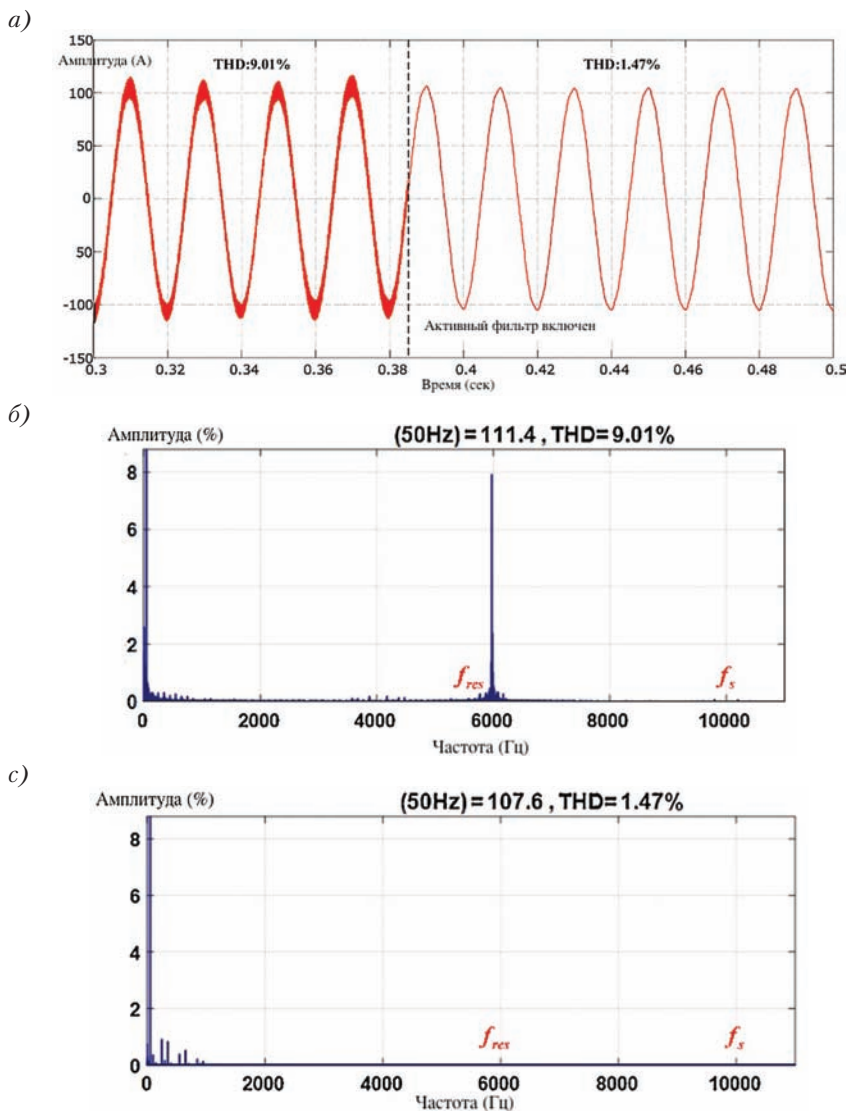 а)
150
Амплитуда (А)
THD:9.01%
THD:1.47%
100
50
0
50
-100
Активный фильтр включен
-150
0.3 0.32 0.34 0.36 0.38 0.4 0.42 0.44 0.46 0.48 0.5
Время (сек)
б)
Амплитуда (%)
(50Hz) = 111.4 , THD= 9.01%
8
6
4
2
f_res
f_s
0
0 2000 4000 6000 8000 10000
Частота (Гц)
с)
Амплитуда (%)
(50Hz) = 107.6 , THD= 1.47%
8
6
4
2
f_res
f_s
0
0 2000 4000 6000 8000 10000
Частота (Гц)